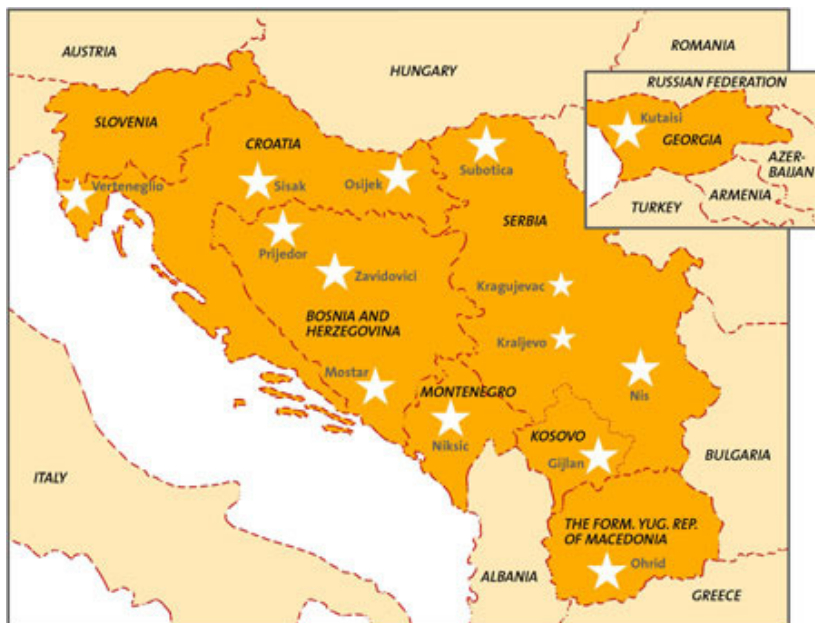 AUSTRIA
ROMANIA
HUNGARY
RUSSIAN FEDERATION
Kutaisi
GEORGIA
AZER-
BAIJAN
ARMENIA
TURKEY
SLOVENIA
CROATIA
Subotica
Verteneglio
Sisak
Osijek
SERBIA
Prijedor
Zavidovici
Kragujevac
BOSNIA AND
HERZEGOVINA
Kraljevo
Mostar
MONTENEGRO
Nis
Niksic
KOSOVO
Gijlan
BULGARIA
ITALY
THE FORM. YUG. REP.
OF MACEDONIA
Ohrid
ALBANIA
GREECE